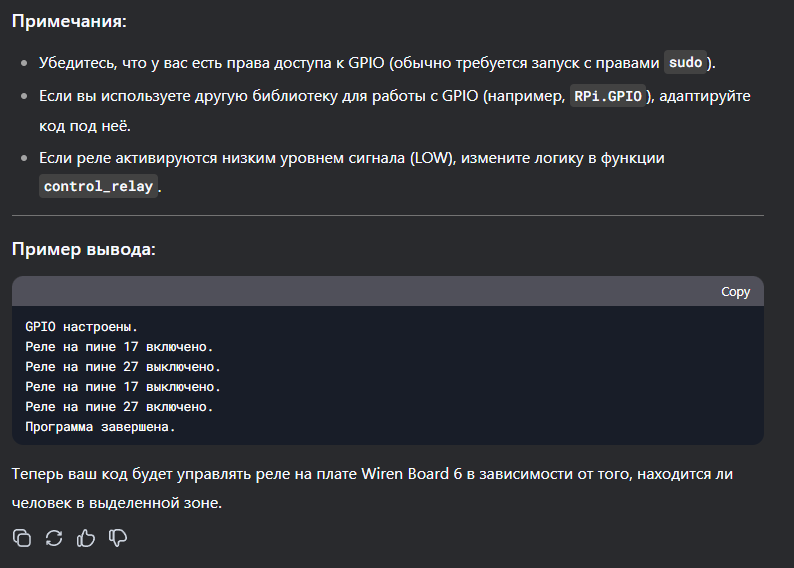 Примечания:
Убедитесь, что у вас есть права доступа к GPIO (обычно требуется запуск с правами sudo).
Если вы используете другую библиотеку для работы с GPIO (например, RPi.GPIO), адаптируйте
код под неё.
Если реле активируются низким уровнем сигнала (LOW), измените логику в функции
control_relay.
Пример вывода:
Copy
GPIO настроены.
Реле на пине 17 включено.
Реле на пине 27 выключено.
Реле на пине 17 выключено.
Реле на пине 27 включено.
Программа завершена.
Теперь ваш код будет управлять реле на плате Wiren Board 6 в зависимости от того, находится ли
человек в выделенной зоне.